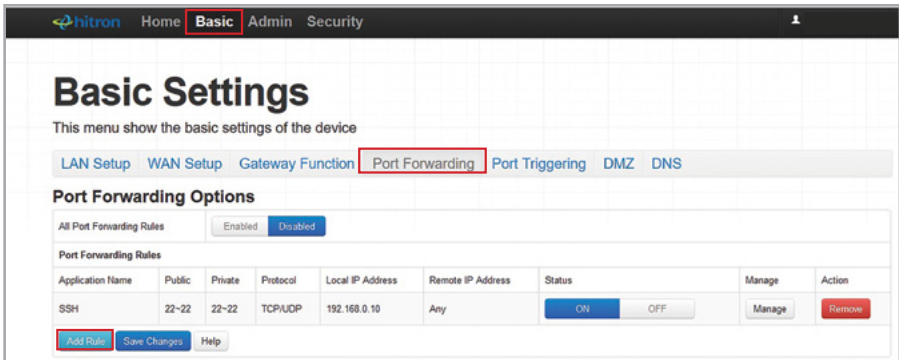 hitron Home Basic Admin Security
Basic Settings
This menu show the basic settings of the device
LAN Setup WAN Setup Gateway Function Port Forwarding Port Triggering DMZ DNS
Port Forwarding Options
All Port Forwarding Rules Enabled Disabled
Port Forwarding Rules
Application Name Public Private Protocol Local IP Address Remote IP Address Status Manage Action
SSH 22~22 22~22 TCP/UDP 192.168.0.10 Any ON OFF Manage Remove
Add Rule Save Changes Help